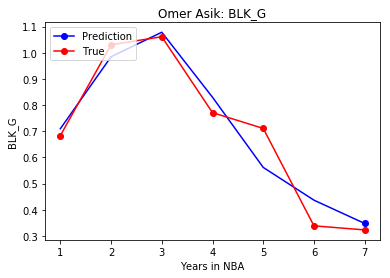 Omer Asik: BLK_G
Prediction
True
1.1
1.0
0.9
0.8
0.7
0.6
0.5
0.4
0.3
BLK_G
1 2 3 4 5 6 7
Years in NBA